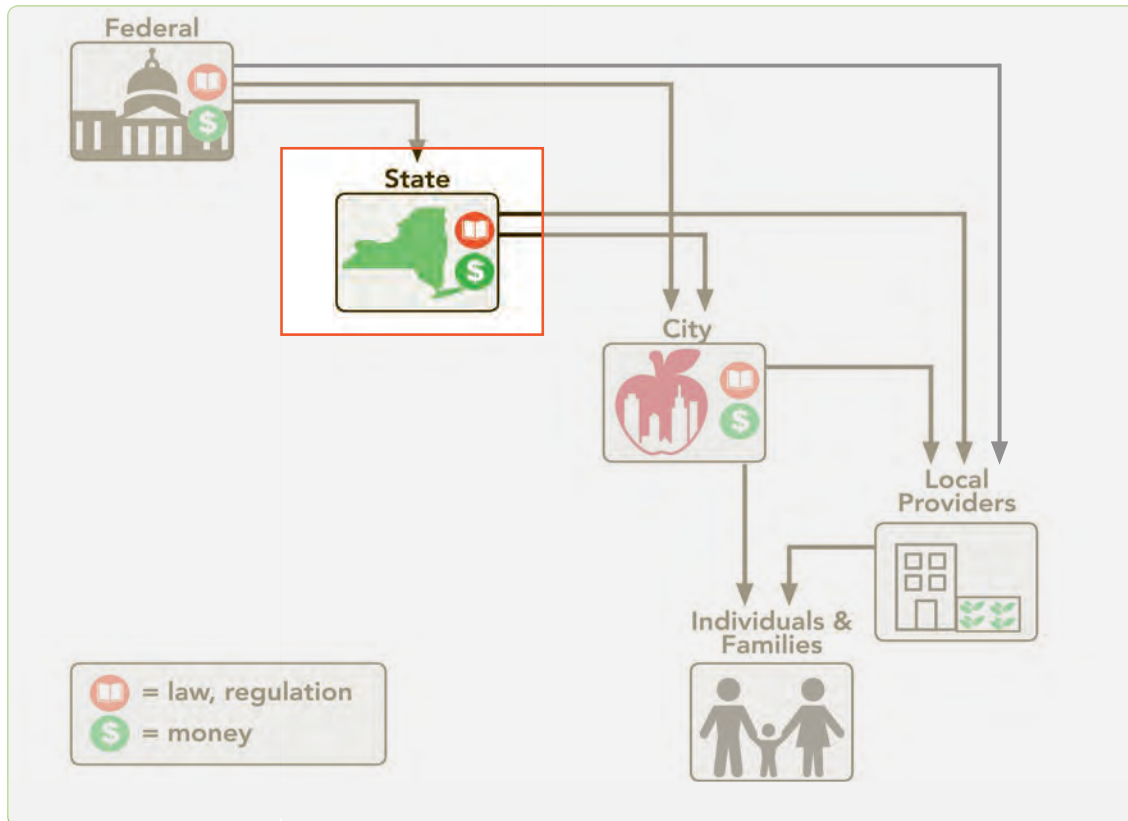 Federal
$
State
$
City
$
Local
Providers
Individuals &
Families
= law, regulation
$ = money